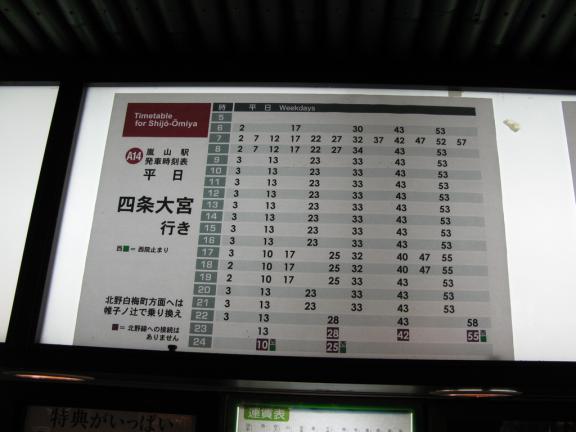 Timetable
for Shijō-Ōmiya
A14
嵐山駅
発車時刻表
平日
四条大宮
行き
西■=西院止まり
北野白梅町方面へは
帷子ノ辻で乗り換え
■=北野線への接続は
ありません
時 平日 Weekdays
5
6 2 17 30 43 53
7 2 7 12 17 22 27 32 37 42 47 52 57
8 2 7 12 17 22 27 34 43 53
9 3 13 23 33 43 53
10 3 13 23 33 43 53
11 3 13 23 33 43 53
12 3 13 23 33 43 53
13 3 13 23 33 43 53
14 3 13 23 33 43 53
15 3 13 23 33 43 53
16 3 13 23 33 43 53
17 3 10 17 25 32 40 47 55
18 2 10 17 25 32 40 47 55
19 2 10 17 25 33 43 53
20 3 13 23 33 43 53
21 3 13 23 33 43 53
22 3 13 28 43 58
23 13 28 42 55
24 10 25
特典がいっぱい
運賃表